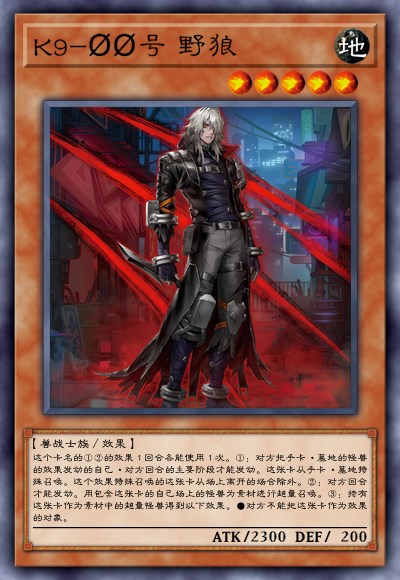 K9-ØØ号 野狼
地
【兽战士族/效果】
这个卡名的①②的效果1回合各能使用1次。①：对方把手卡·墓地的怪兽
的效果发动的自己·对方回合的主要阶段才能发动。这张卡从手卡·墓地特
殊召唤。这个效果特殊召唤的这张卡从场上离开的场合除外。②：对方回合
才能发动。用包含这张卡的自己场上的怪兽为素材进行超量召唤。③：持有
这张卡作为素材中的超量怪兽得到以下效果。●对方不能把这张卡作为效果
的对象。
ATK/2300 DEF/ 200